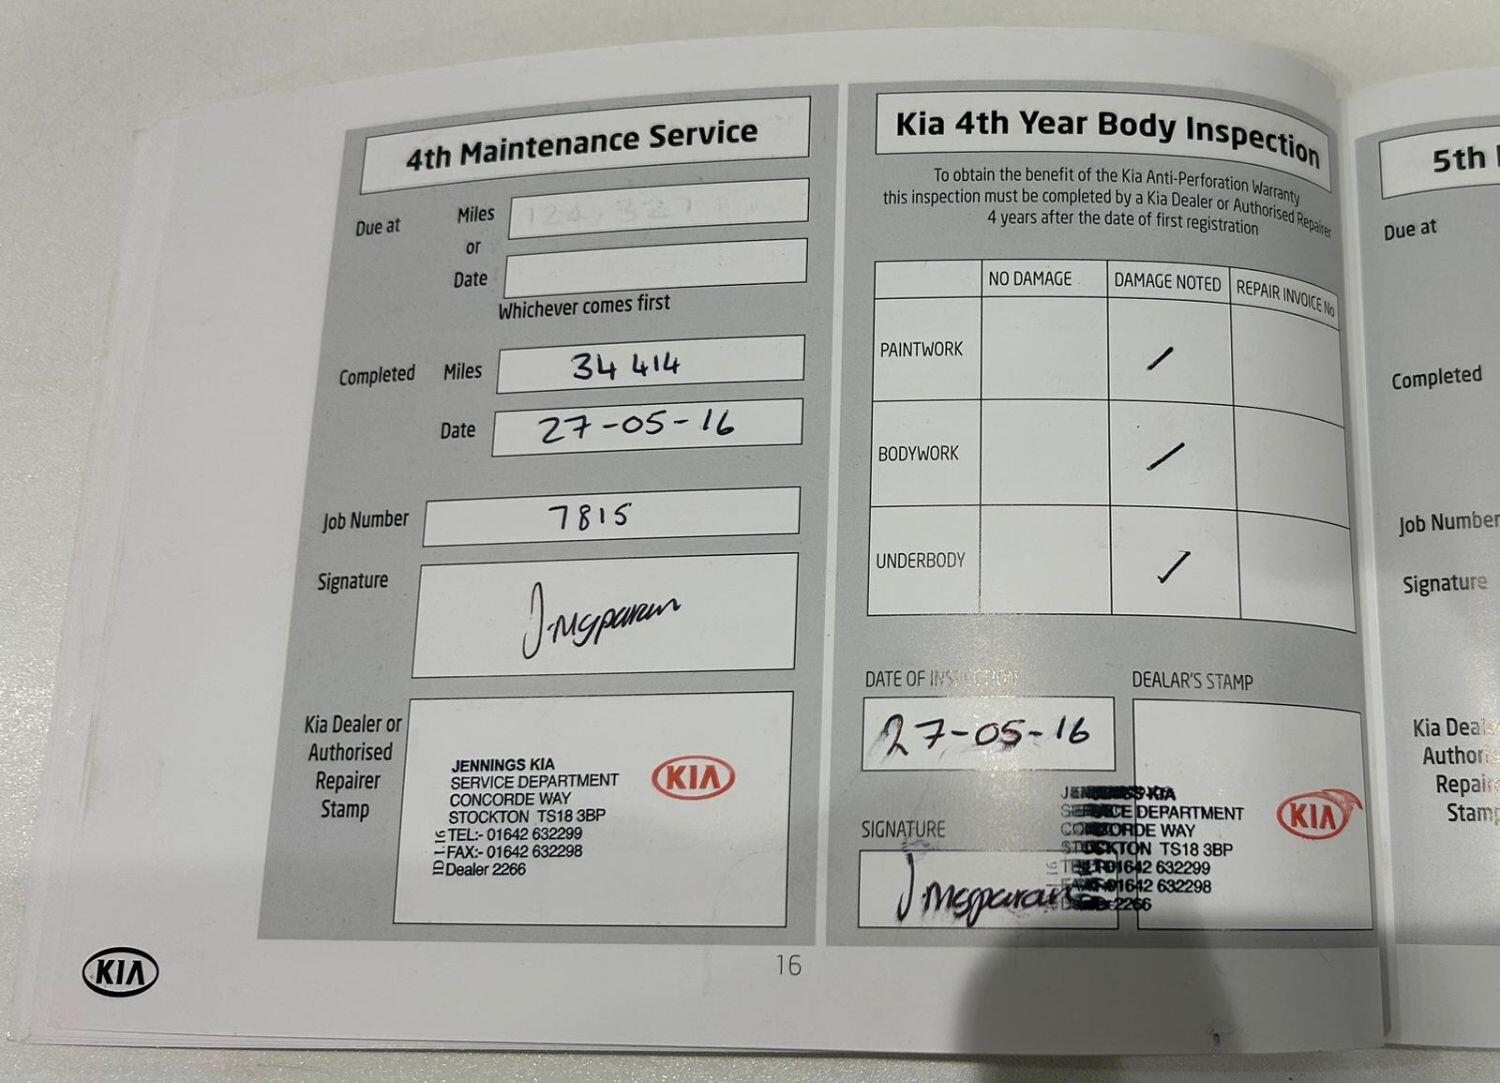 4th Maintenance Service
Due at
Miles
or
Date
Whichever comes first
Completed
Miles 34 414
Date 27-05-16
Job Number 7815
Signature
Kia Dealer or
Authorised
Repairer
Stamp
JENNINGS KIA
SERVICE DEPARTMENT
CONCORDE WAY
STOCKTON TS18 3BP
TEL:- 01642 632299
FAX:- 01642 632298
Dealer 2266
KIA
Kia 4th Year Body Inspection
To obtain the benefit of the Kia Anti-Perforation Warranty
this inspection must be completed by a Kia Dealer or Authorised Repairer
4 years after the date of first registration
NO DAMAGE DAMAGE NOTED REPAIR INVOICE No
PAINTWORK
BODYWORK
UNDERBODY
DATE OF INSPECTION
27-05-16
DEALAR'S STAMP
SIGNATURE
KIA
DEPARTMENT
WAY
STOCKTON TS18 3BP
01642 632299
01642 632298
2266
KIA
KIA
16
5th
Due at
Completed
Job Number
Signature
Kia